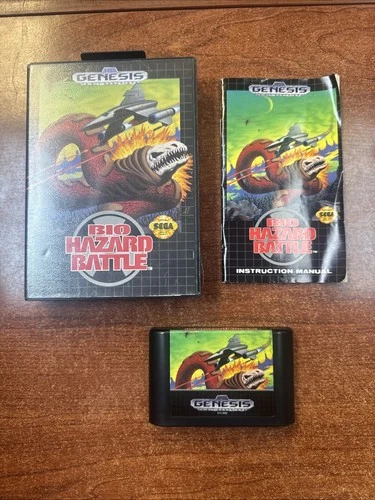 GENESIS
SEGA
BIO
HAZARD
BATTLE
GENESIS
SEGA
BIO
HAZARD
BATTLE
INSTRUCTION MANUAL
GENESIS